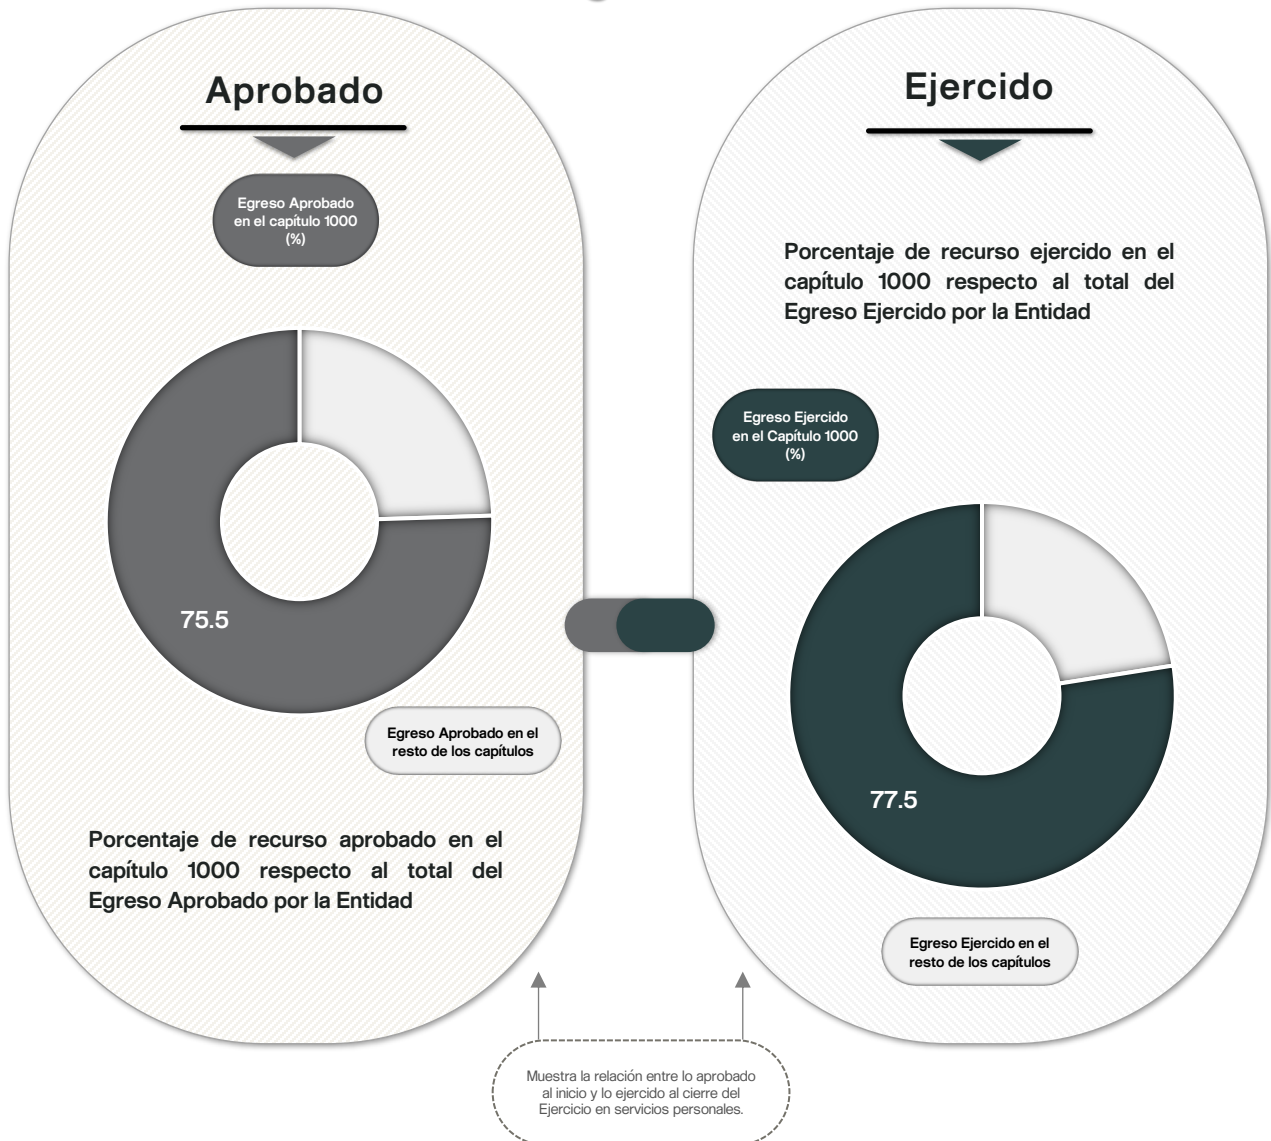 Aprobado
Egreso Aprobado
en el capítulo 1000
(%)
75.5
Egreso Aprobado en el
resto de los capítulos
Porcentaje de recurso aprobado en el
capítulo 1000 respecto al total del
Egreso Aprobado por la Entidad
Ejercido
Porcentaje de recurso ejercido en el
capítulo 1000 respecto al total del
Egreso Ejercido por la Entidad
Egreso Ejercido
en el Capítulo 1000
(%)
77.5
Egreso Ejercido en el
resto de los capítulos
Muestra la relación entre lo aprobado
al inicio y lo ejercido al cierre del
Ejercicio en servicios personales.